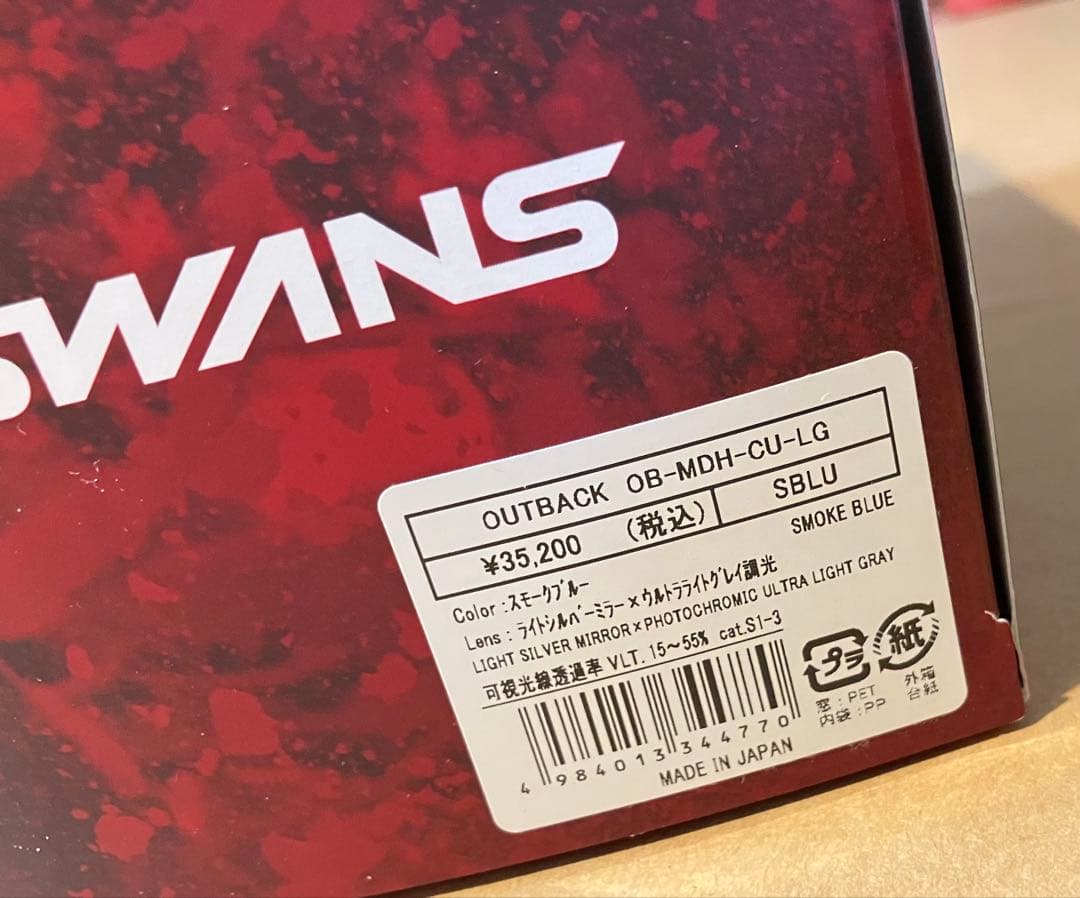 SWANS
OUTBACK OB-MDH-CU-LG
¥35,200 (税込) SBLU
Color:スモークブルー SMOKE BLUE
Lens:ライトシルバーミラー×ウルトラライトグレイ調光
LIGHT SILVER MIRROR×PHOTOCHROMIC ULTRA LIGHT GRAY
可視光線透過率 VLT. 15～55% cat.S1-3
4984013344770
MADE IN JAPAN
プラ
窓:PET
内袋:PP
紙
外箱
台紙